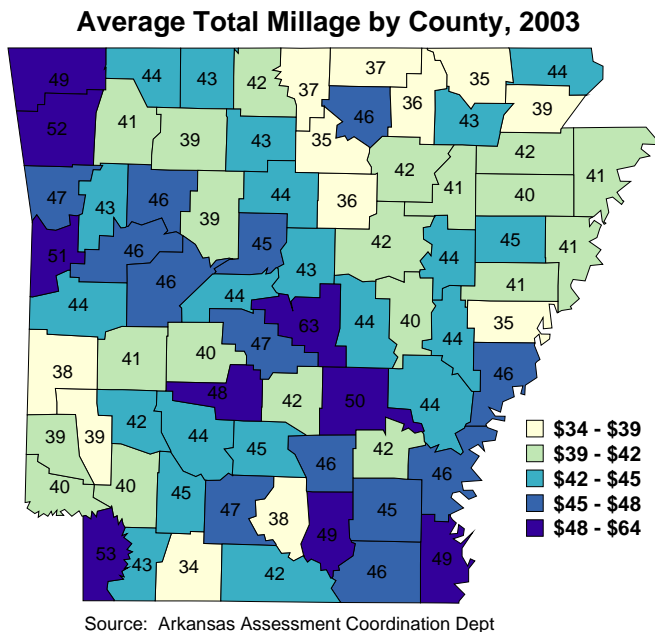 Average Total Millage by County, 2003
49 44 43 42 37 37 35 44
52 41 39 43 35 46 36 43 39
47 43 46 39 44 36 42 41 42 40 41
51 46 46 45 43 42 44 45 41 41
44 44 63 44 40 44 35
38 41 40 47 46
48 42 50 44
39 39 42 44 45 46 42 46
40 40 45 47 38 49 45 49
53 43 34 42 46
$34 - $39
$39 - $42
$42 - $45
$45 - $48
$48 - $64
Source: Arkansas Assessment Coordination Dept